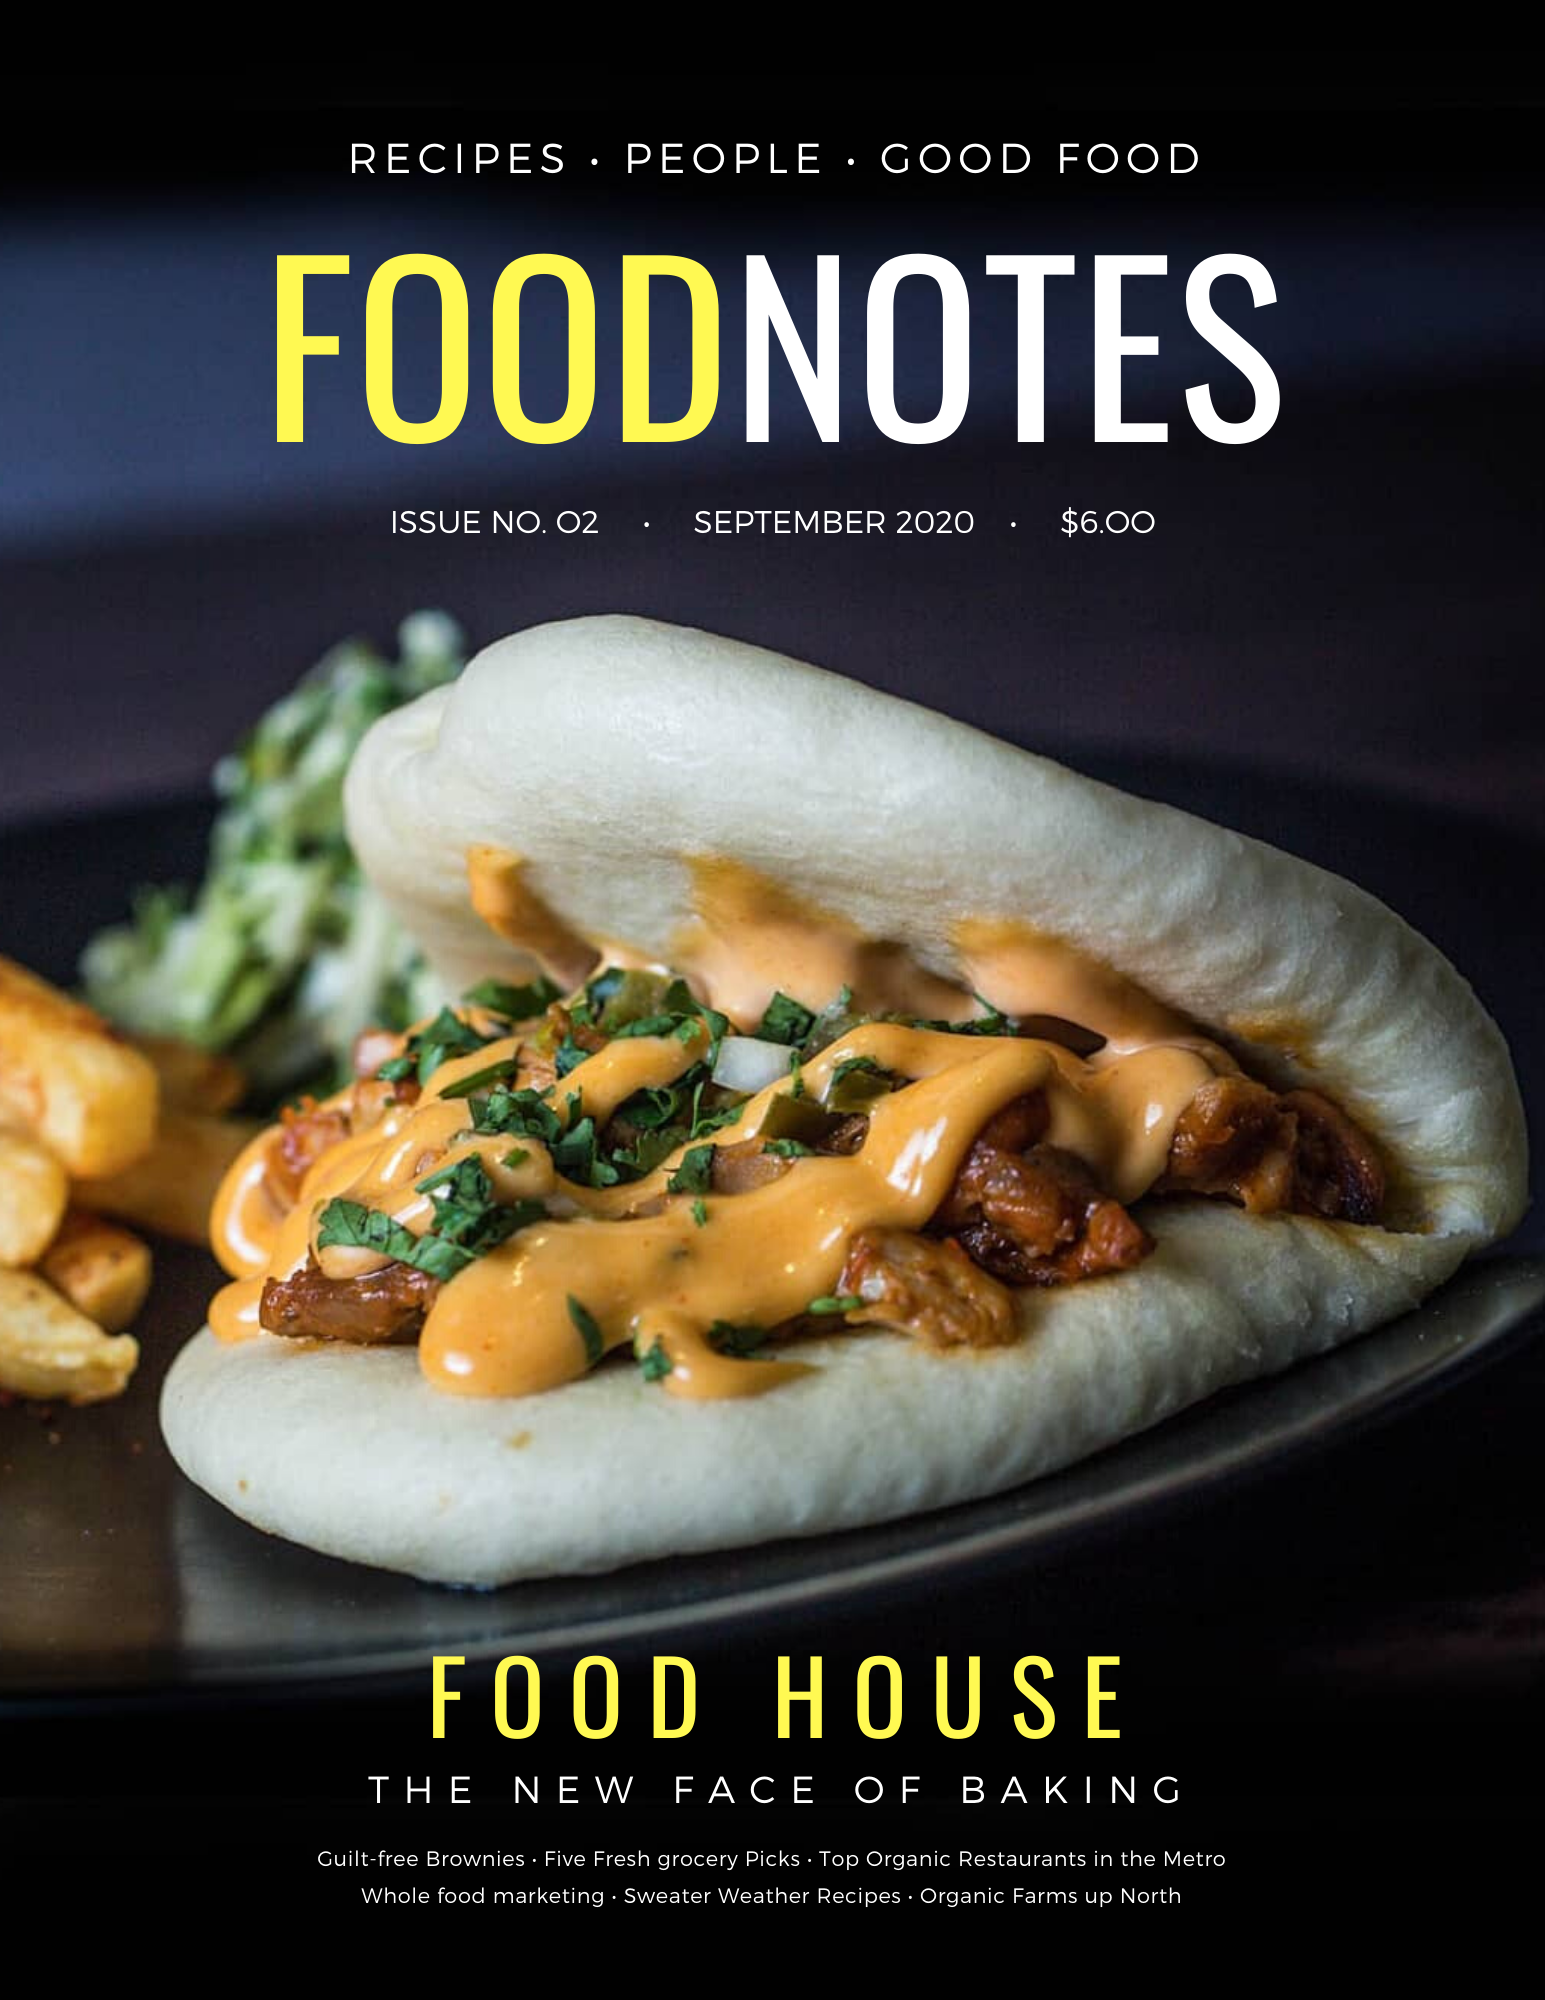 RECIPES • PEOPLE • GOOD FOOD
FOODNOTES
ISSUE NO. 02 • SEPTEMBER 2020 • $6.00
FOOD HOUSE
THE NEW FACE OF BAKING
Guilt-free Brownies • Five Fresh grocery Picks • Top Organic Restaurants in the Metro
Whole food marketing • Sweater Weather Recipes • Organic Farms up North